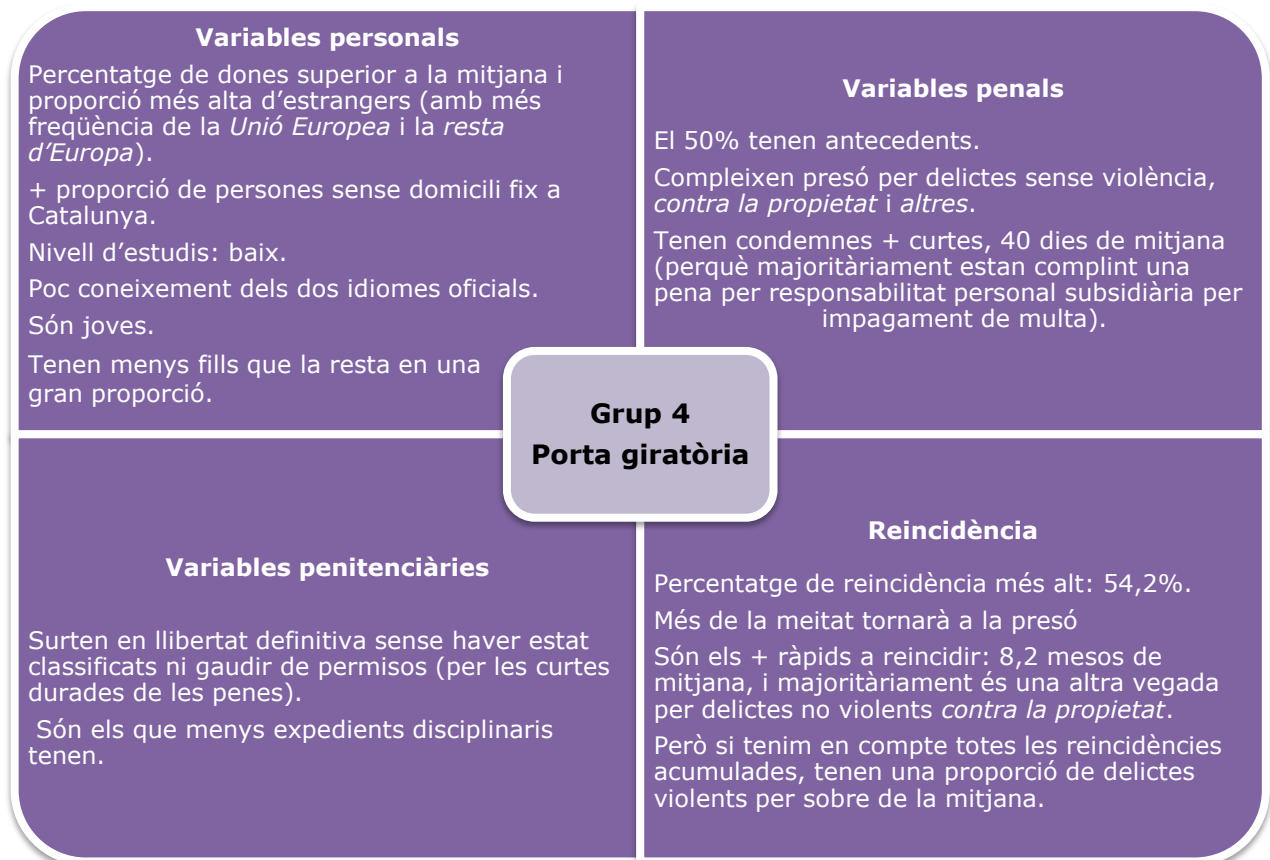 Variables personals
Percentatge de dones superior a la mitjana i
proporció més alta d’estrangers (amb més
freqüència de la Unió Europea i la resta
d’Europa).
+ proporció de persones sense domicili fix a
Catalunya.
Nivell d’estudis: baix.
Poc coneixement dels dos idiomes oficials.
Són joves.
Tenen menys fills que la resta en una
gran proporció.
Variables penals
El 50% tenen antecedents.
Compleixen presó per delictes sense violència,
contra la propietat i altres.
Tenen condemnes + curtes, 40 dies de mitjana
(perquè majoritàriament estan complint una
pena per responsabilitat personal subsidiària per
impagament de multa).
Grup 4
Porta giratòria
Variables penitenciàries
Surten en llibertat definitiva sense haver estat
classificats ni gaudir de permisos (per les curtes
durades de les penes).
Són els que menys expedients disciplinaris
tenen.
Reincidència
Percentatge de reincidència més alt: 54,2%.
Més de la meitat tornarà a la presó
Són els + ràpids a reincidir: 8,2 mesos de
mitjana, i majoritàriament és una altra vegada
per delictes no violents contra la propietat.
Però si tenim en compte totes les reincidències
acumulades, tenen una proporció de delictes
violents per sobre de la mitjana.